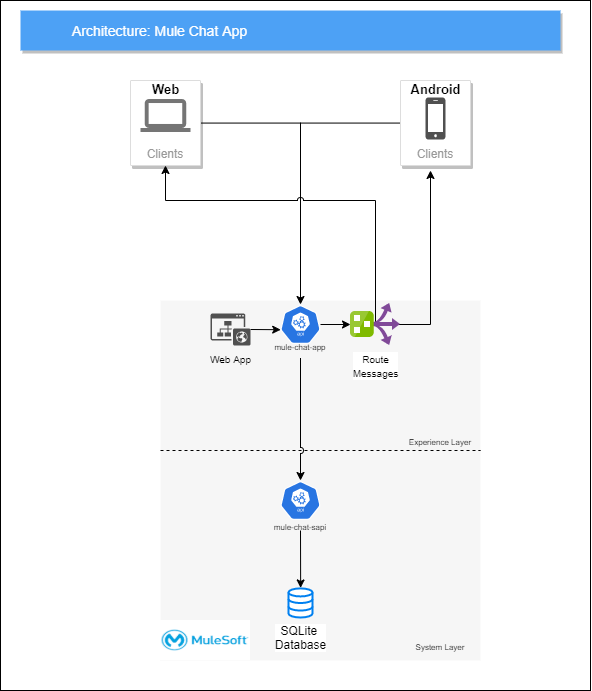 Architecture: Mule Chat App
Web
Clients
Android
Clients
Web App
mule-chat-app
Route
Messages
Experience Layer
mule-chat-sapi
SQLite
Database
MuleSoft
System Layer